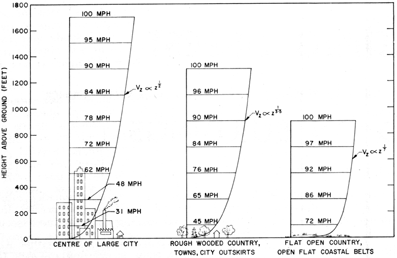 HEIGHT ABOVE GROUND (FEET)
1800
1600
1400
1200
1000
800
600
400
200
0
100 MPH
95 MPH
90 MPH
84 MPH
78 MPH
72 MPH
62 MPH
48 MPH
31 MPH
CENTRE OF LARGE CITY
100 MPH
96 MPH
90 MPH
84 MPH
76 MPH
65 MPH
45 MPH
ROUGH WOODED COUNTRY,
TOWNS, CITY OUTSKIRTS
100 MPH
97 MPH
92 MPH
86 MPH
72 MPH
FLAT OPEN COUNTRY,
OPEN FLAT COASTAL BELTS